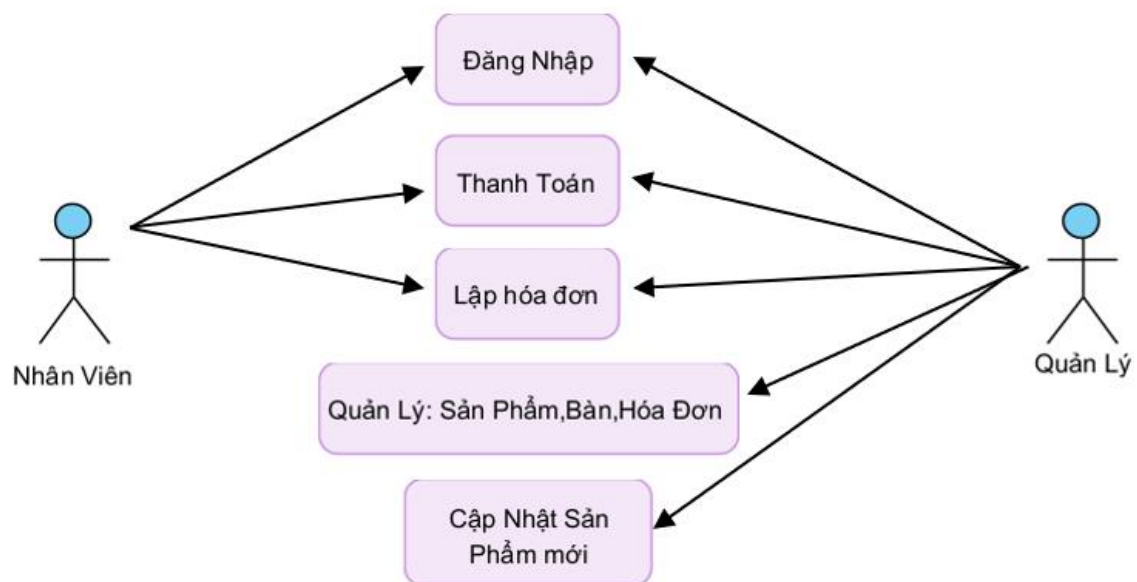 Đăng Nhập
Thanh Toán
Lập hóa đơn
Nhân Viên
Quản Lý
Quản Lý: Sản Phẩm,Bàn,Hóa Đơn
Cập Nhật Sản
Phẩm mới